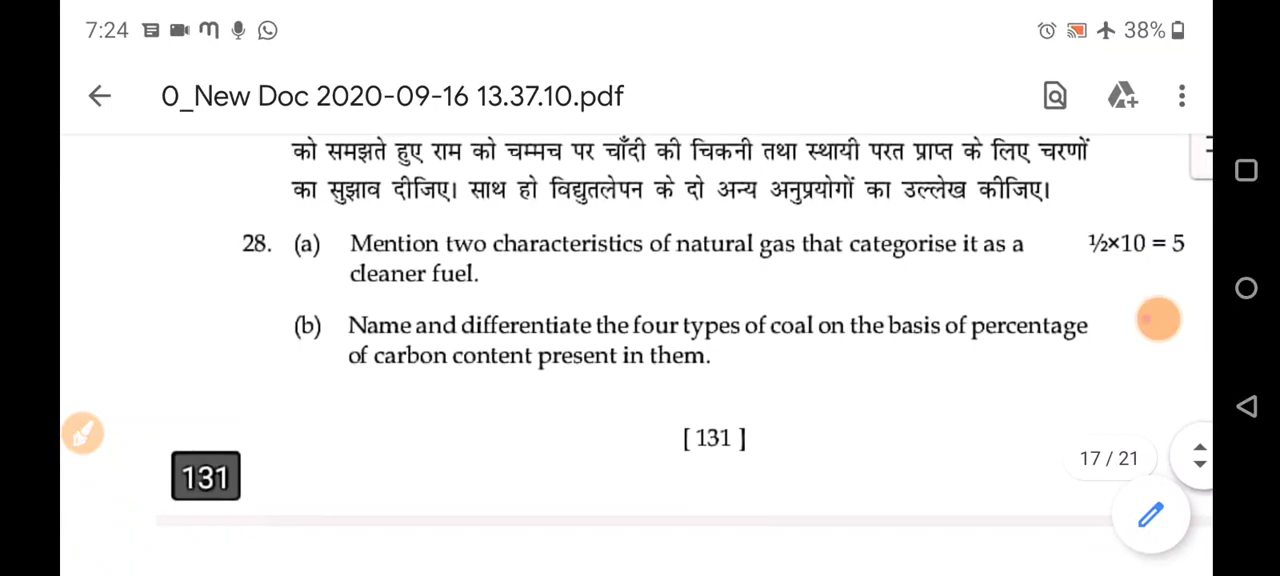 7:24
38%
0_New Doc 2020-09-16 13.37.10.pdf
को समझते हुए राम को चम्मच पर चाँदी की चिकनी तथा स्थायी परत प्राप्त के लिए चरणों
का सुझाव दीजिए। साथ हो विद्युतलेपन के दो अन्य अनुप्रयोगों का उल्लेख कीजिए।
28. (a) Mention two characteristics of natural gas that categorise it as a ½×10 = 5
cleaner fuel.
(b) Name and differentiate the four types of coal on the basis of percentage
of carbon content present in them.
[ 131 ]
17 / 21
131